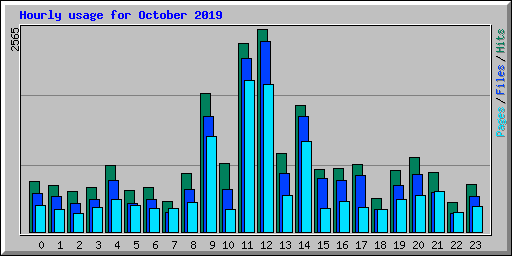 Hourly usage for October 2019
2565
Pages / Files / Hits
0 1 2 3 4 5 6 7 8 9 10 11 12 13 14 15 16 17 18 19 20 21 22 23